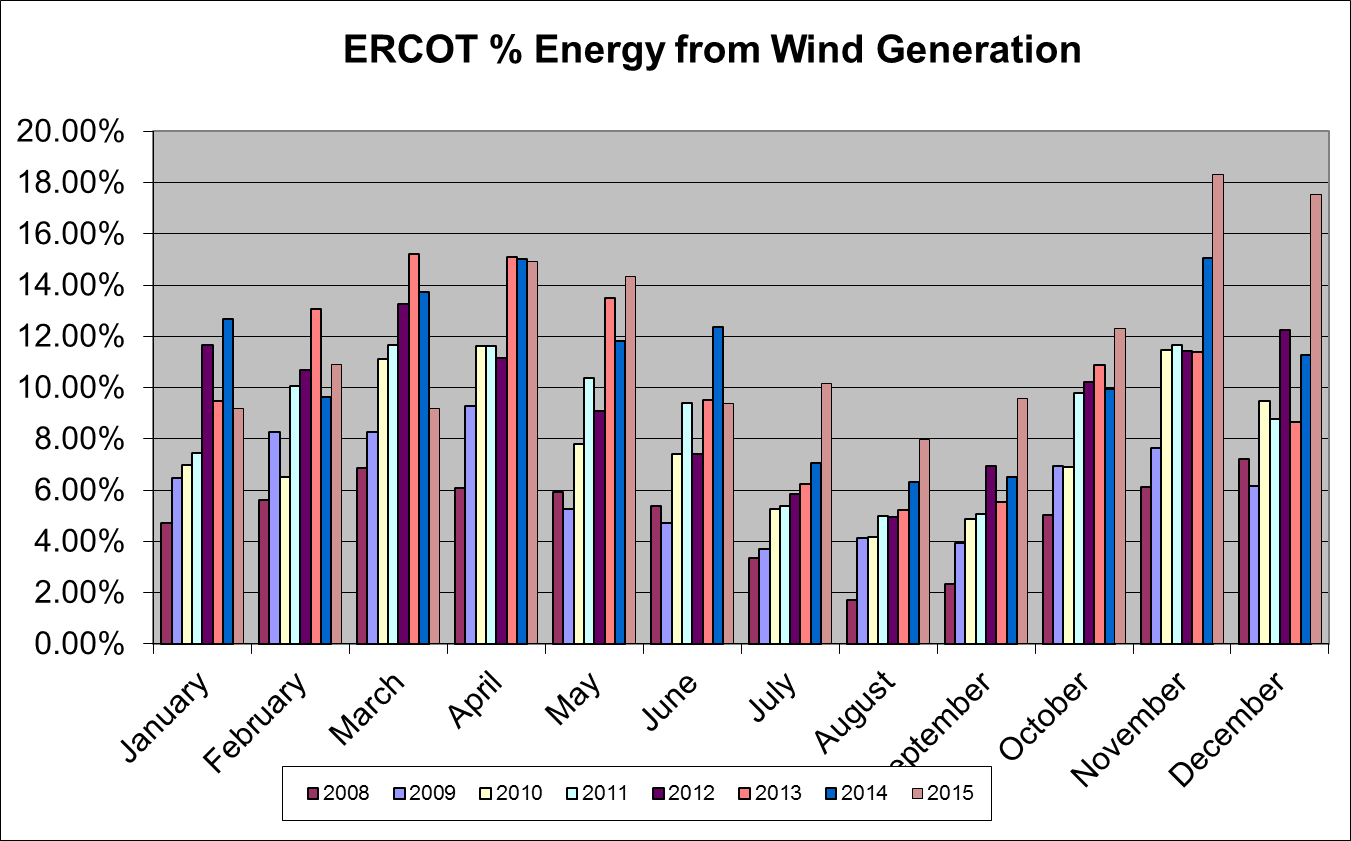 ERCOT % Energy from Wind Generation
20.00%
18.00%
16.00%
14.00%
12.00%
10.00%
8.00%
6.00%
4.00%
2.00%
0.00%
January
February
March
April
May
June
July
August
eptember
October
November
December
2008 2009 2010 2011 2012 2013 2014 2015